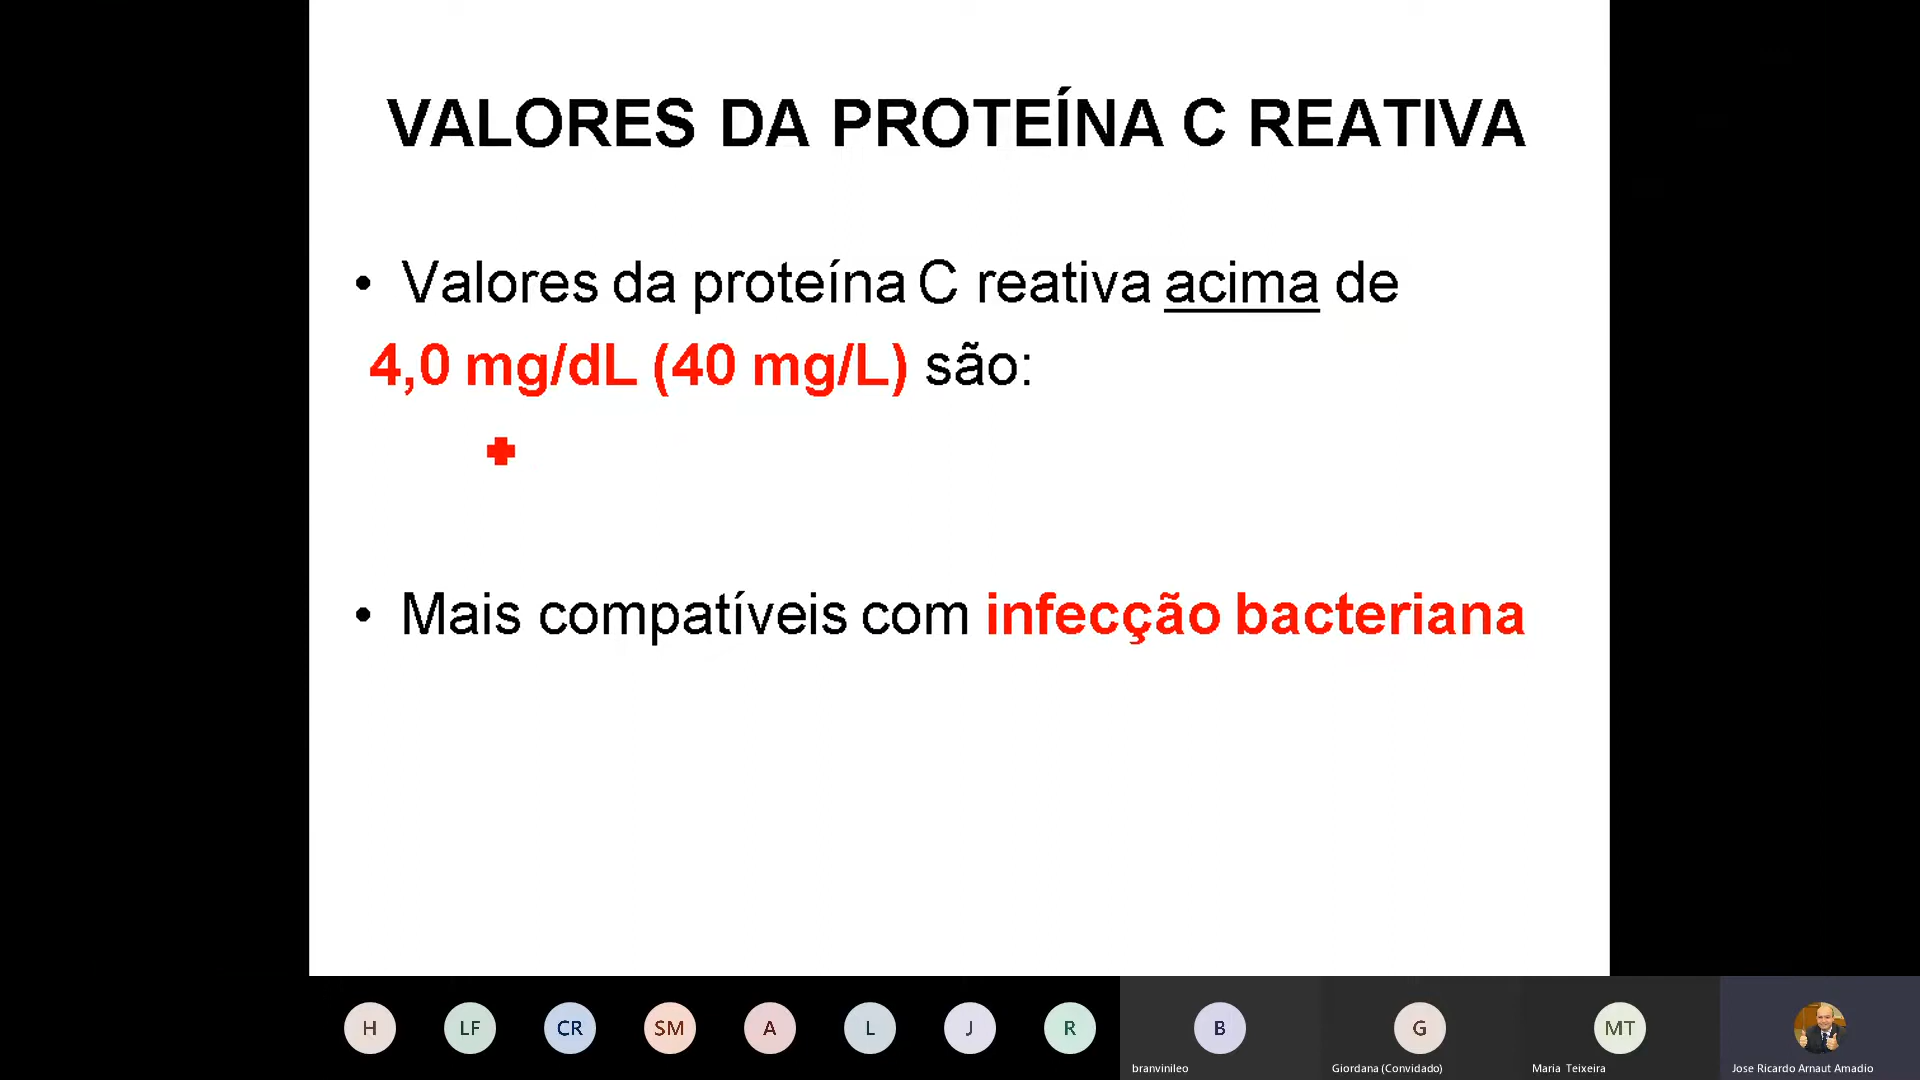 VALORES DA PROTEÍNA C REATIVA
• Valores da proteína C reativa acima de
4,0 mg/dL (40 mg/L) são:
• Mais compatíveis com infecção bacteriana
H LF CR SM A L J R B G MT
branvinileo Giordana (Convidado) Maria Teixeira Jose Ricardo Arnaut Amadio